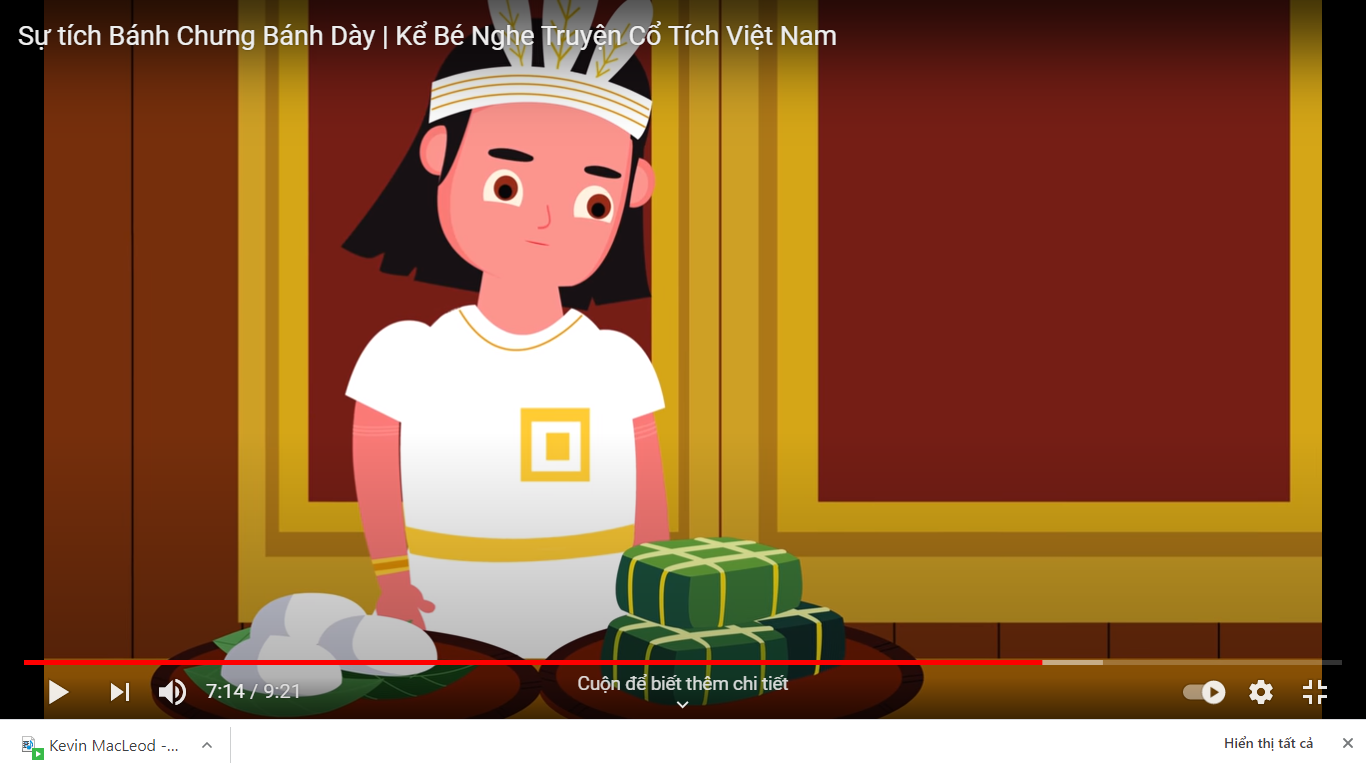 Sự tích Bánh Chưng Bánh Dày | Kể Bé Nghe Truyện Cổ Tích Việt Nam
7:14 / 9:21
Cuộn để biết thêm chi tiết
Kevin MacLeod -...
Hiển thị tất cả